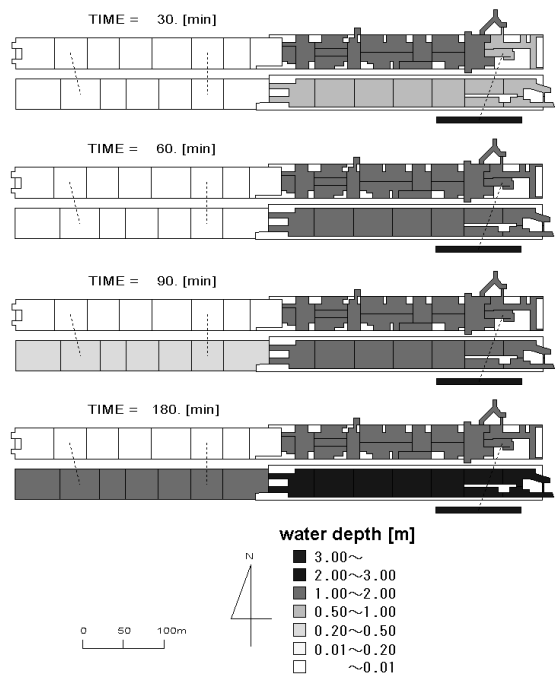 TIME = 30. [min]
TIME = 60. [min]
TIME = 90. [min]
TIME = 180. [min]
water depth [m]
3.00～
2.00～3.00
1.00～2.00
0.50～1.00
0.20～0.50
0.01～0.20
～0.01
N
0 50 100m